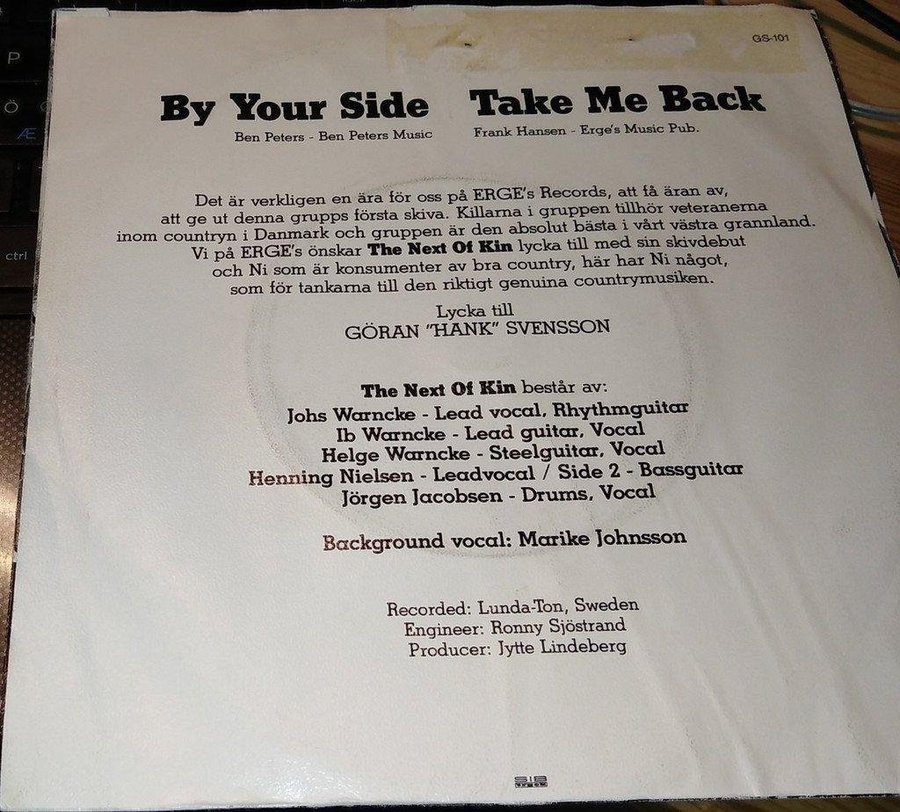 GS-101
By Your Side Take Me Back
Ben Peters - Ben Peters Music Frank Hansen - Erge's Music Pub.
Det är verkligen en ära för oss på ERGE's Records, att få äran av,
att ge ut denna grupps första skiva. Killarna i gruppen tillhör veteranerna
inom countryn i Danmark och gruppen är den absolut bästa i vårt västra grannland.
Vi på ERGE's önskar The Next Of Kin lycka till med sin skivdebut
och Ni som är konsumenter av bra country, här har Ni något,
som för tankarna till den riktigt genuina countrymusiken.
Lycka till
GÖRAN "HANK" SVENSSON
The Next Of Kin består av:
Johs Warncke - Lead vocal, Rhythmguitar
Ib Warncke - Lead guitar, Vocal
Helge Warncke - Steelguitar, Vocal
Henning Nielsen - Leadvocal / Side 2 - Bassguitar
Jörgen Jacobsen - Drums, Vocal
Background vocal: Marike Johnsson
Recorded: Lunda-Ton, Sweden
Engineer: Ronny Sjöstrand
Producer: Jytte Lindeberg
P
Ö
Æ
ctrl